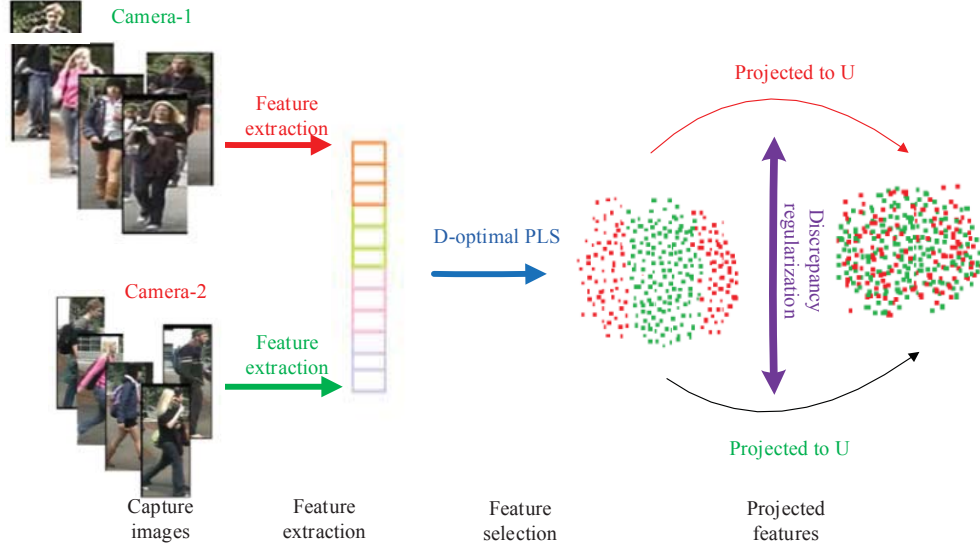 Camera-1
Projected to U
Feature
extraction
D-optimal PLS
Discrepancy
regularization
Camera-2
Feature
extraction
Projected to U
Capture
images
Feature
extraction
Feature
selection
Projected
features